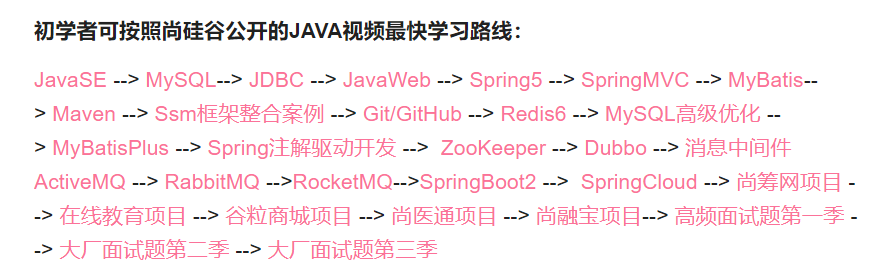 初学者可按照尚硅谷公开的JAVA视频最快学习路线：
JavaSE --> MySQL--> JDBC --> JavaWeb --> Spring5 --> SpringMVC --> MyBatis--
> Maven --> Ssm框架整合案例 --> Git/GitHub --> Redis6 --> MySQL高级优化 --
> MyBatisPlus --> Spring注解驱动开发 --> ZooKeeper --> Dubbo --> 消息中间件
ActiveMQ --> RabbitMQ -->RocketMQ-->SpringBoot2 --> SpringCloud --> 尚筹网项目 -
-> 在线教育项目 --> 谷粒商城项目 --> 尚医通项目 --> 尚融宝项目--> 高频面试题第一季 -
-> 大厂面试题第二季 --> 大厂面试题第三季